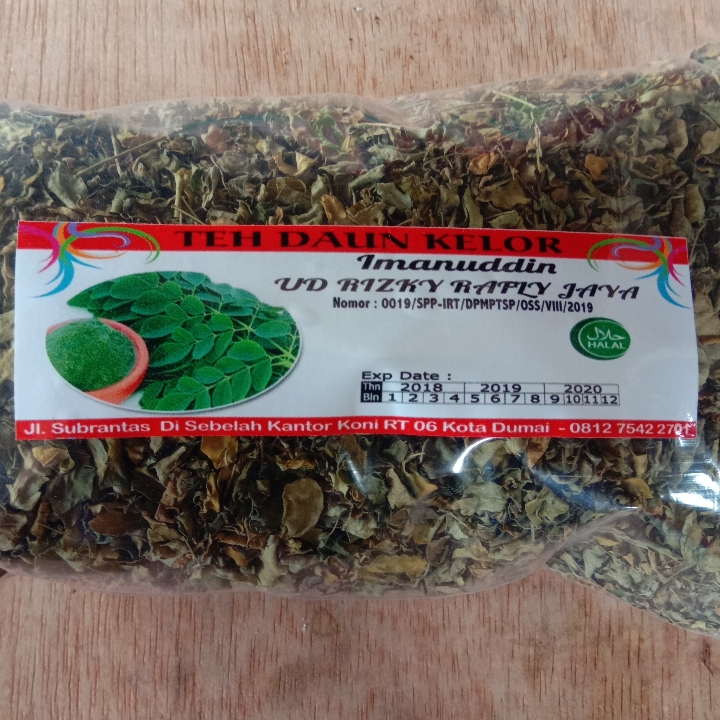 TEH DAUN KELOR
Imanuddin
UD RIZKY RAFLY JAYA
Nomor : 0019/SPP-IRT/DPMPTSP/OSS/VIII/2019
حلال
HALAL
Exp Date :
Thn 2018 2019 2020
Bln 1 2 3 4 5 6 7 8 9 10 11 12
Jl. Subrantas Di Sebelah Kantor Koni RT 06 Kota Dumai - 0812 7542 2701